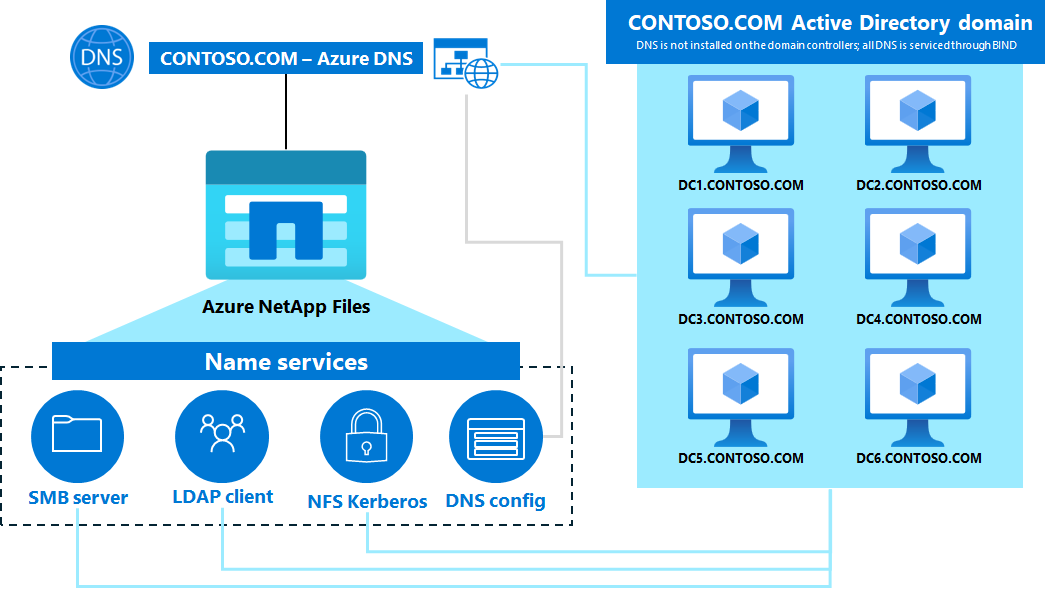 DNS
CONTOSO.COM – Azure DNS
CONTOSO.COM Active Directory domain
DNS is not installed on the domain controllers; all DNS is serviced through BIND
DC1.CONTOSO.COM
DC2.CONTOSO.COM
DC3.CONTOSO.COM
DC4.CONTOSO.COM
DC5.CONTOSO.COM
DC6.CONTOSO.COM
Azure NetApp Files
Name services
SMB server
LDAP client
NFS Kerberos
DNS config